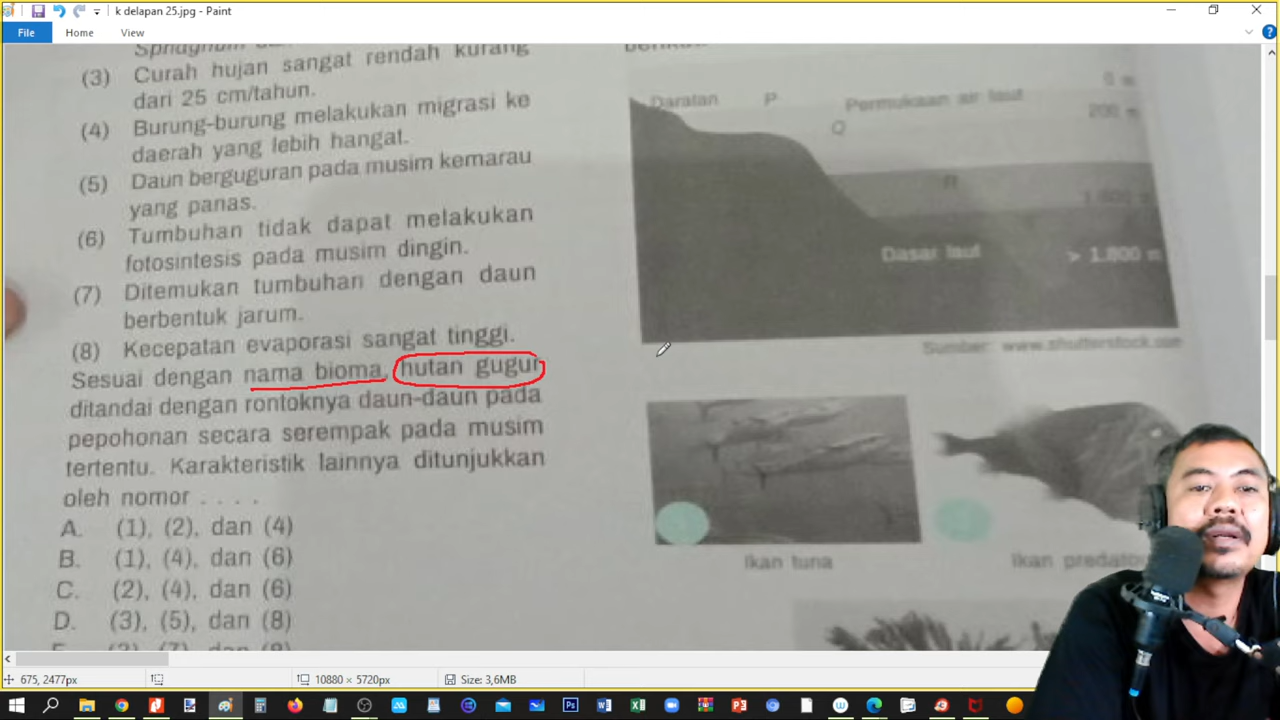 k delapan 25.jpg - Paint
File
Home
View
Sphagnum
(3) Curah hujan sangat rendah kurang
dari 25 cm/tahun.
(4) Burung-burung melakukan migrasi ke
daerah yang lebih hangat.
(5) Daun berguguran pada musim kemarau
yang panas.
(6) Tumbuhan tidak dapat melakukan
fotosintesis pada musim dingin.
(7) Ditemukan tumbuhan dengan daun
berbentuk jarum.
(8) Kecepatan evaporasi sangat tinggi.
Sesuai dengan nama bioma, hutan gugur
ditandai dengan rontoknya daun-daun pada
pepohonan secara serempak pada musim
tertentu. Karakteristik lainnya ditunjukkan
oleh nomor . . . .
A. (1), (2), dan (4)
B. (1), (4), dan (6)
C. (2), (4), dan (6)
D. (3), (5), dan (8)
Daratan P Permukaan air laut 0 m
Q 200 m
R
Dasar laut > 1.800 m
Sumber: www.shutterstock.com
Ikan tuna
Ikan predator
675, 2477px
10880 × 5720px
Size: 3,6MB